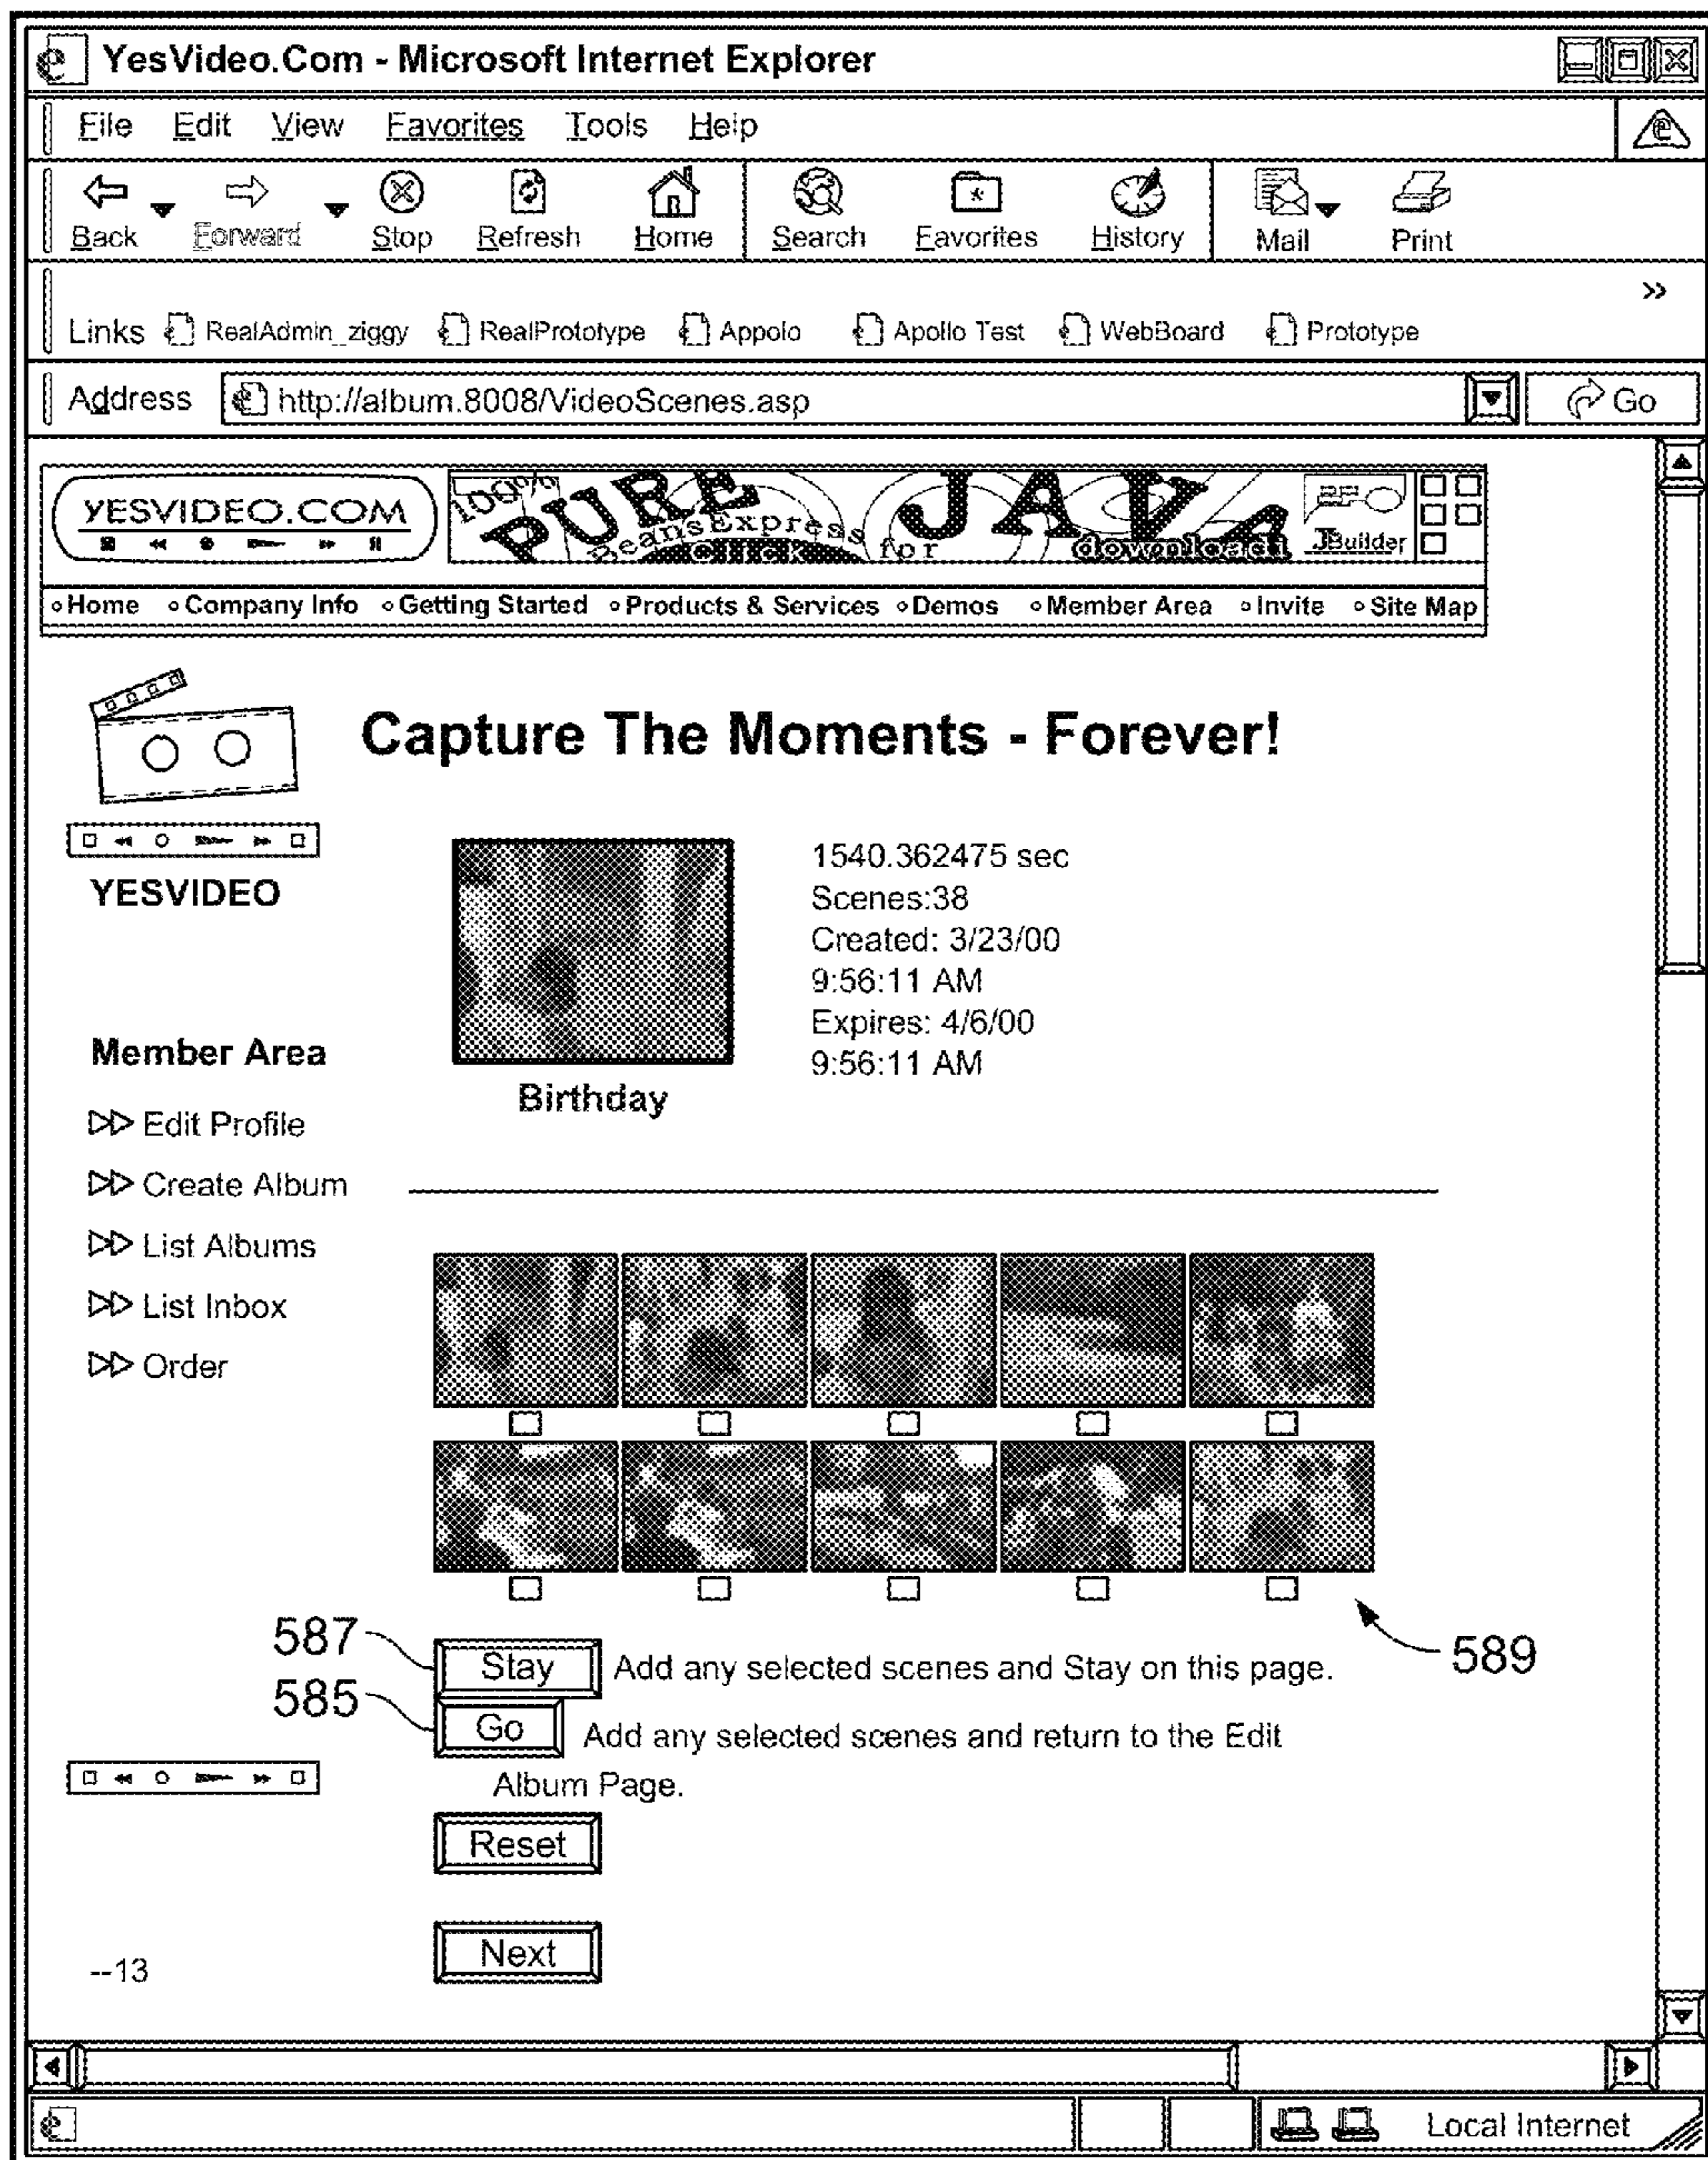 YesVideo.Com - Microsoft Internet Explorer
File Edit View Favorites Tools Help
Back Forward Stop Refresh Home Search Favorites History Mail Print
»
Links RealAdmin_ziggy RealPrototype Appolo Apollo Test WebBoard Prototype
Address http://album.8008/VideoScenes.asp Go
YESVIDEO.COM
100% PURE JAVA
BeansExpress for JBuilder
click download!
Home Company Info Getting Started Products & Services Demos Member Area Invite Site Map
Capture The Moments - Forever!
YESVIDEO
1540.362475 sec
Scenes:38
Created: 3/23/00
9:56:11 AM
Expires: 4/6/00
9:56:11 AM
Birthday
Member Area
Edit Profile
Create Album
List Albums
List Inbox
Order
589
587 Stay Add any selected scenes and Stay on this page.
585 Go Add any selected scenes and return to the Edit
Album Page.
Reset
Next
--13
Local Internet